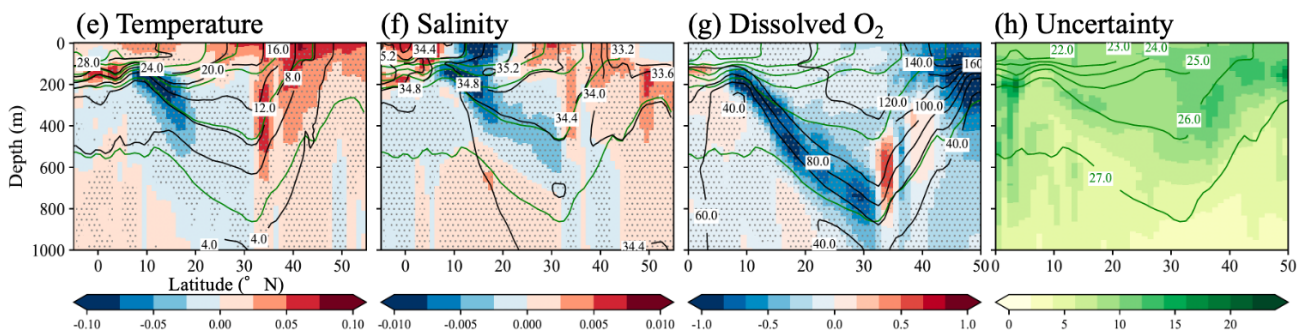 (e) Temperature (f) Salinity (g) Dissolved O₂ (h) Uncertainty
0
200
400
600
800
1000
Depth (m)
28.0 24.0 20.0 16.0 8.0 12.0 4.0 4.0
5.2 34.4 35.2 33.2 33.6 34.8 34.8 34.0 34.4 34.4
140.0 160 120.0 100.0 40.0 80.0 40.0 60.0 40.0
22.0 23.0 24.0 25.0 26.0 27.0
0 10 20 30 40 50 0 10 20 30 40 50 0 10 20 30 40 50 0 10 20 30 40 50
Latitude (° N)
-0.10 -0.05 0.00 0.05 0.10 -0.010 -0.005 0.000 0.005 0.010 -1.0 -0.5 0.0 0.5 1.0 0 5 10 15 20